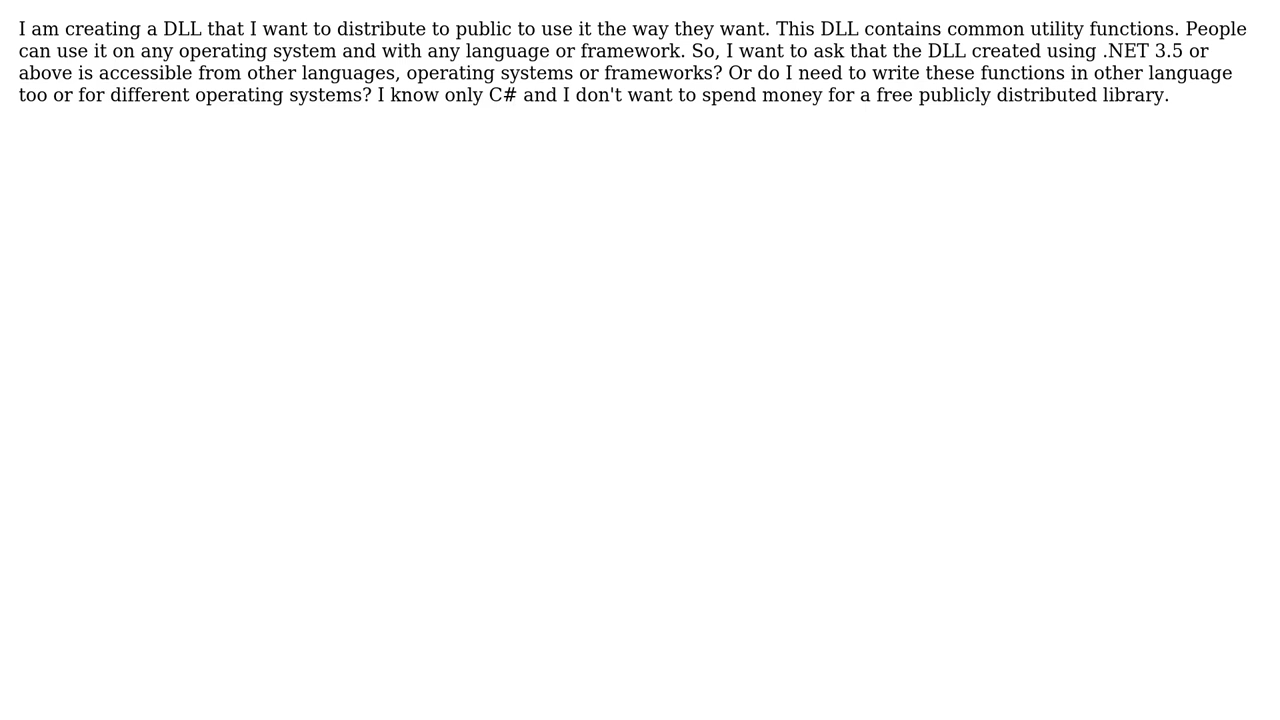 I am creating a DLL that I want to distribute to public to use it the way they want. This DLL contains common utility functions. People
can use it on any operating system and with any language or framework. So, I want to ask that the DLL created using .NET 3.5 or
above is accessible from other languages, operating systems or frameworks? Or do I need to write these functions in other language
too or for different operating systems? I know only C# and I don't want to spend money for a free publicly distributed library.